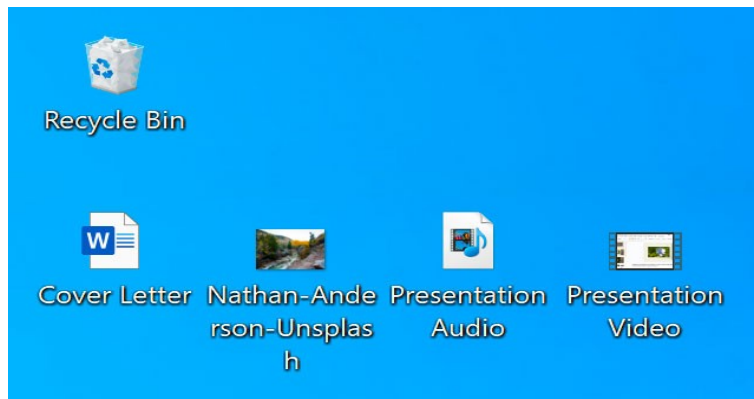 Recycle Bin
Cover Letter
Nathan-Ande
rson-Unsplas
h
Presentation
Audio
Presentation
Video